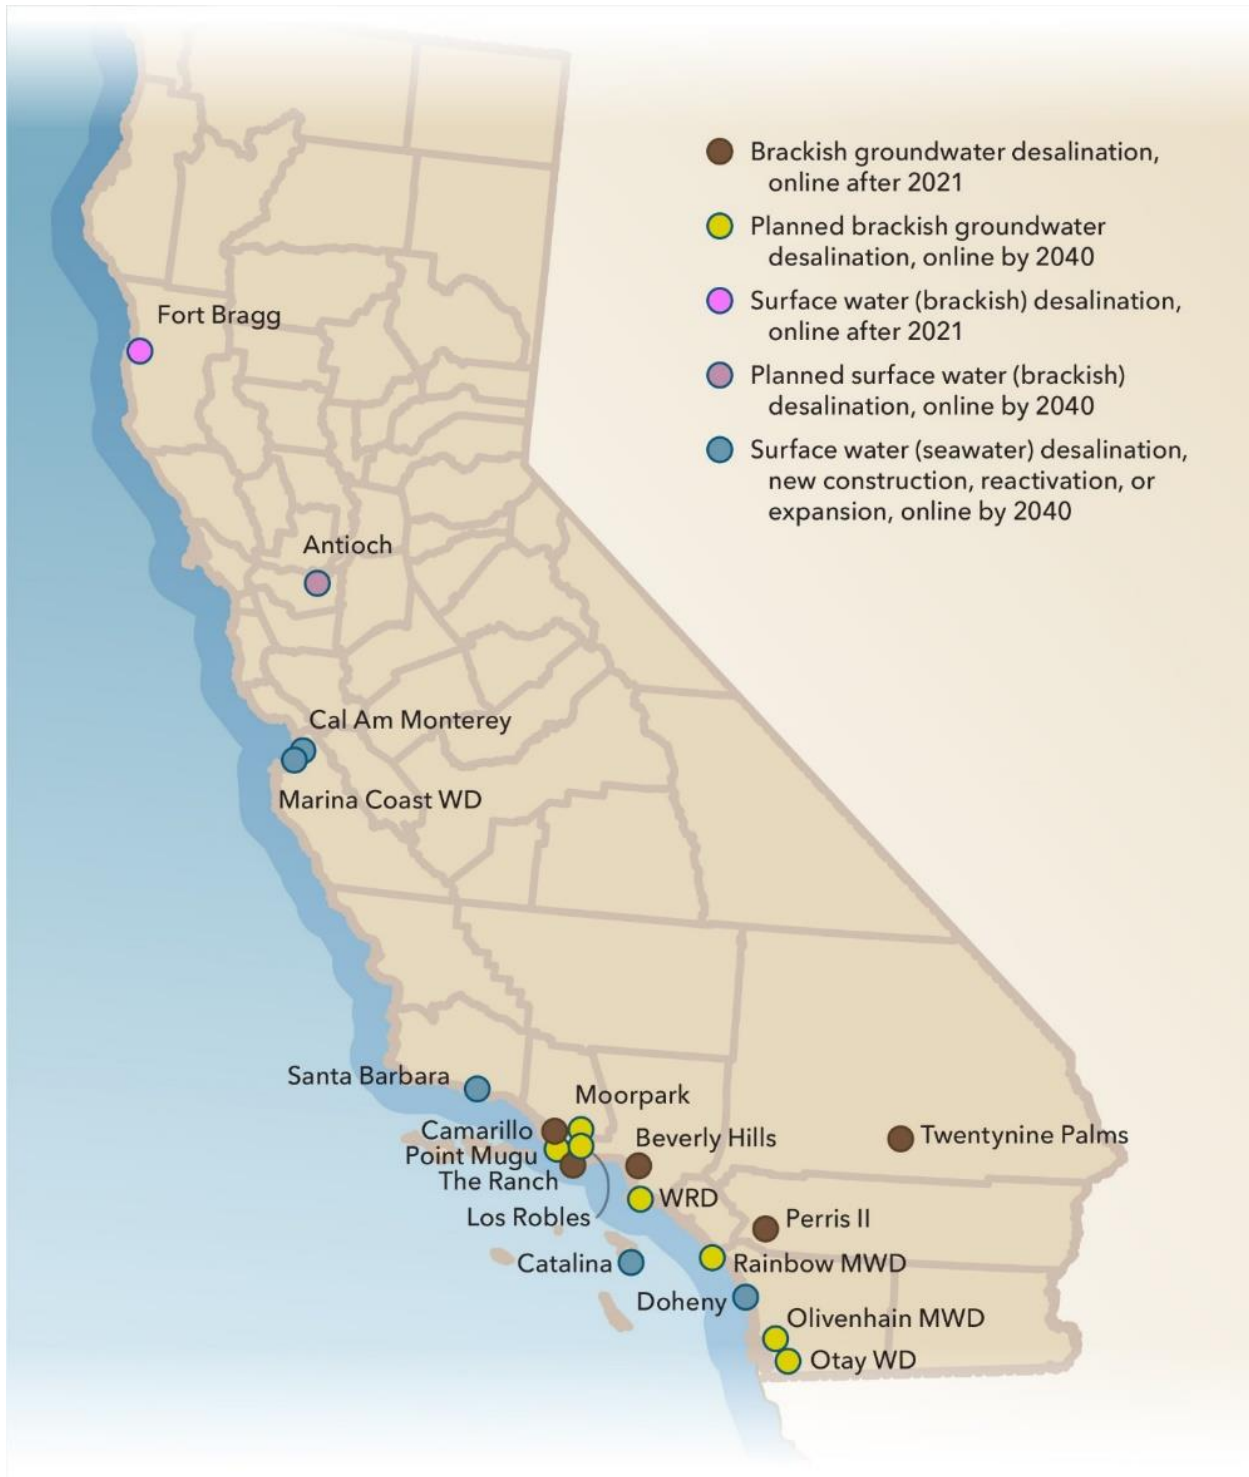 Brackish groundwater desalination,
online after 2021
Planned brackish groundwater
desalination, online by 2040
Surface water (brackish) desalination,
online after 2021
Planned surface water (brackish)
desalination, online by 2040
Surface water (seawater) desalination,
new construction, reactivation, or
expansion, online by 2040
Fort Bragg
Antioch
Cal Am Monterey
Marina Coast WD
Santa Barbara
Moorpark
Camarillo
Beverly Hills
Twentynine Palms
Point Mugu
The Ranch
WRD
Los Robles
Perris II
Catalina
Rainbow MWD
Doheny
Olivenhain MWD
Otay WD